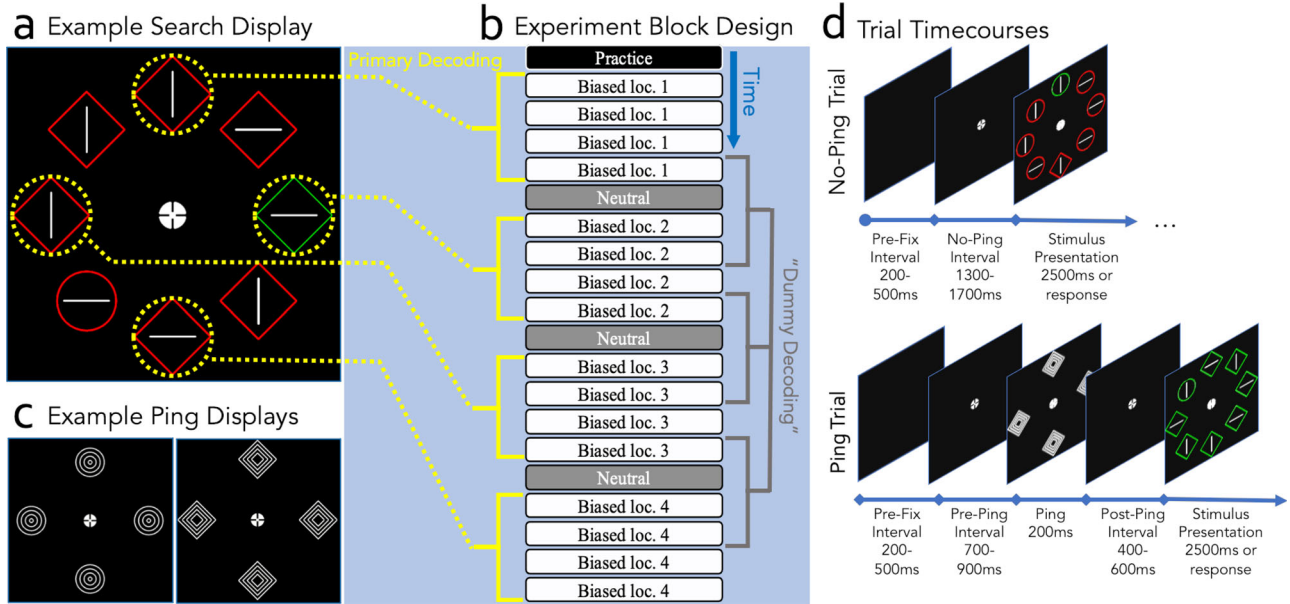 a Example Search Display
b Experiment Block Design
Primary Decoding
Practice
Biased loc. 1
Biased loc. 1
Biased loc. 1
Biased loc. 1
Neutral
Biased loc. 2
Biased loc. 2
Biased loc. 2
Biased loc. 2
Neutral
Biased loc. 3
Biased loc. 3
Biased loc. 3
Biased loc. 3
Neutral
Biased loc. 4
Biased loc. 4
Biased loc. 4
Biased loc. 4
Time
"Dummy Decoding"
c Example Ping Displays
d Trial Timecourses
No-Ping Trial
Pre-Fix
Interval
200-
500ms
No-Ping
Interval
1300-
1700ms
Stimulus
Presentation
2500ms or
response
...
Ping Trial
Pre-Fix
Interval
200-
500ms
Pre-Ping
Interval
700-
900ms
Ping
200ms
Post-Ping
Interval
400-
600ms
Stimulus
Presentation
2500ms or
response